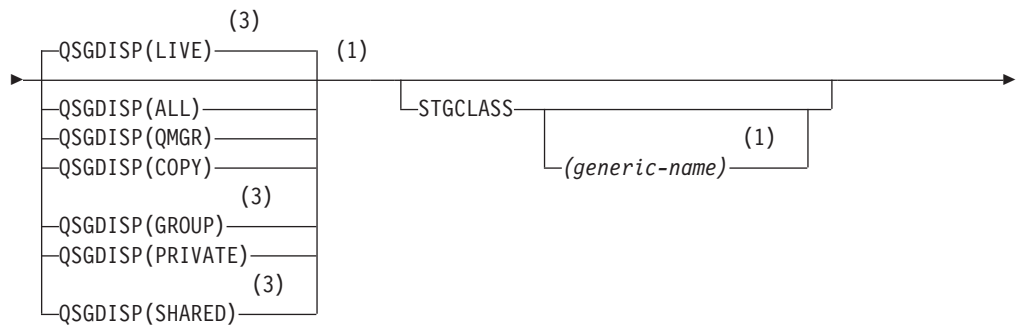 (3)
QSGDISP(LIVE) (1)
QSGDISP(ALL) STGCLASS
QSGDISP(QMGR) (1)
QSGDISP(COPY) (generic-name)
(3)
QSGDISP(GROUP)
QSGDISP(PRIVATE)
(3)
QSGDISP(SHARED)